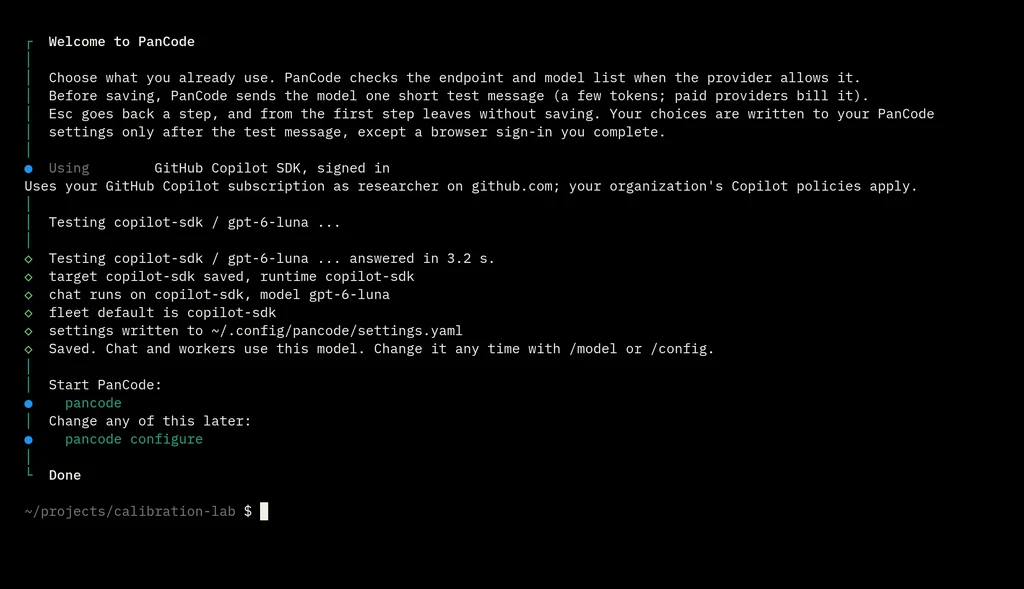 Welcome to PanCode
Choose what you already use. PanCode checks the endpoint and model list when the provider allows it.
Before saving, PanCode sends the model one short test message (a few tokens; paid providers bill it).
Esc goes back a step, and from the first step leaves without saving. Your choices are written to your PanCode
settings only after the test message, except a browser sign-in you complete.
Using GitHub Copilot SDK, signed in
Uses your GitHub Copilot subscription as researcher on github.com; your organization's Copilot policies apply.
Testing copilot-sdk / gpt-6-luna ...
Testing copilot-sdk / gpt-6-luna ... answered in 3.2 s.
target copilot-sdk saved, runtime copilot-sdk
chat runs on copilot-sdk, model gpt-6-luna
fleet default is copilot-sdk
settings written to ~/.config/pancode/settings.yaml
Saved. Chat and workers use this model. Change it any time with /model or /config.
Start PanCode:
pancode
Change any of this later:
pancode configure
Done
~/projects/calibration-lab $